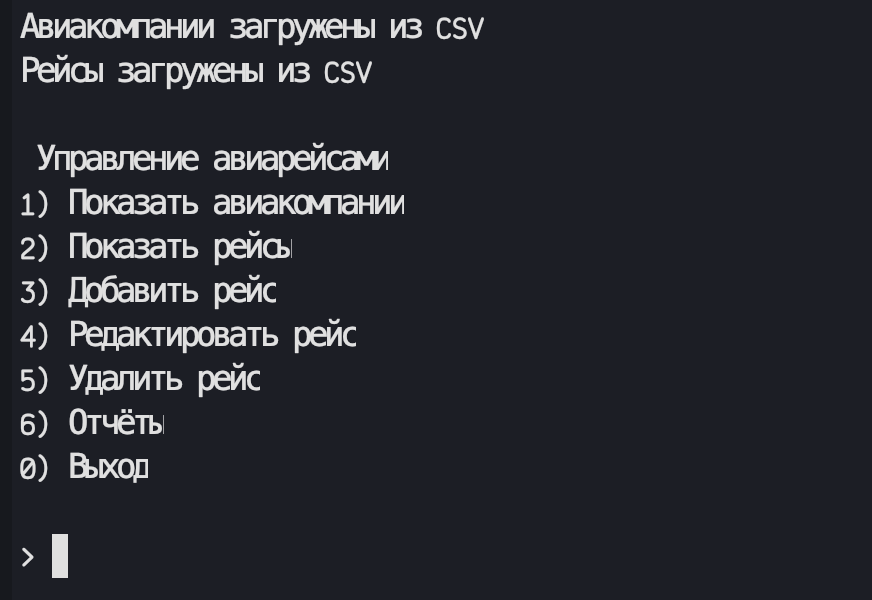 Авиакомпании загружены из CSV
Рейсы загружены из CSV
Управление авиарейсами
1) Показать авиакомпании
2) Показать рейсы
3) Добавить рейс
4) Редактировать рейс
5) Удалить рейс
6) Отчёты
0) Выход
>